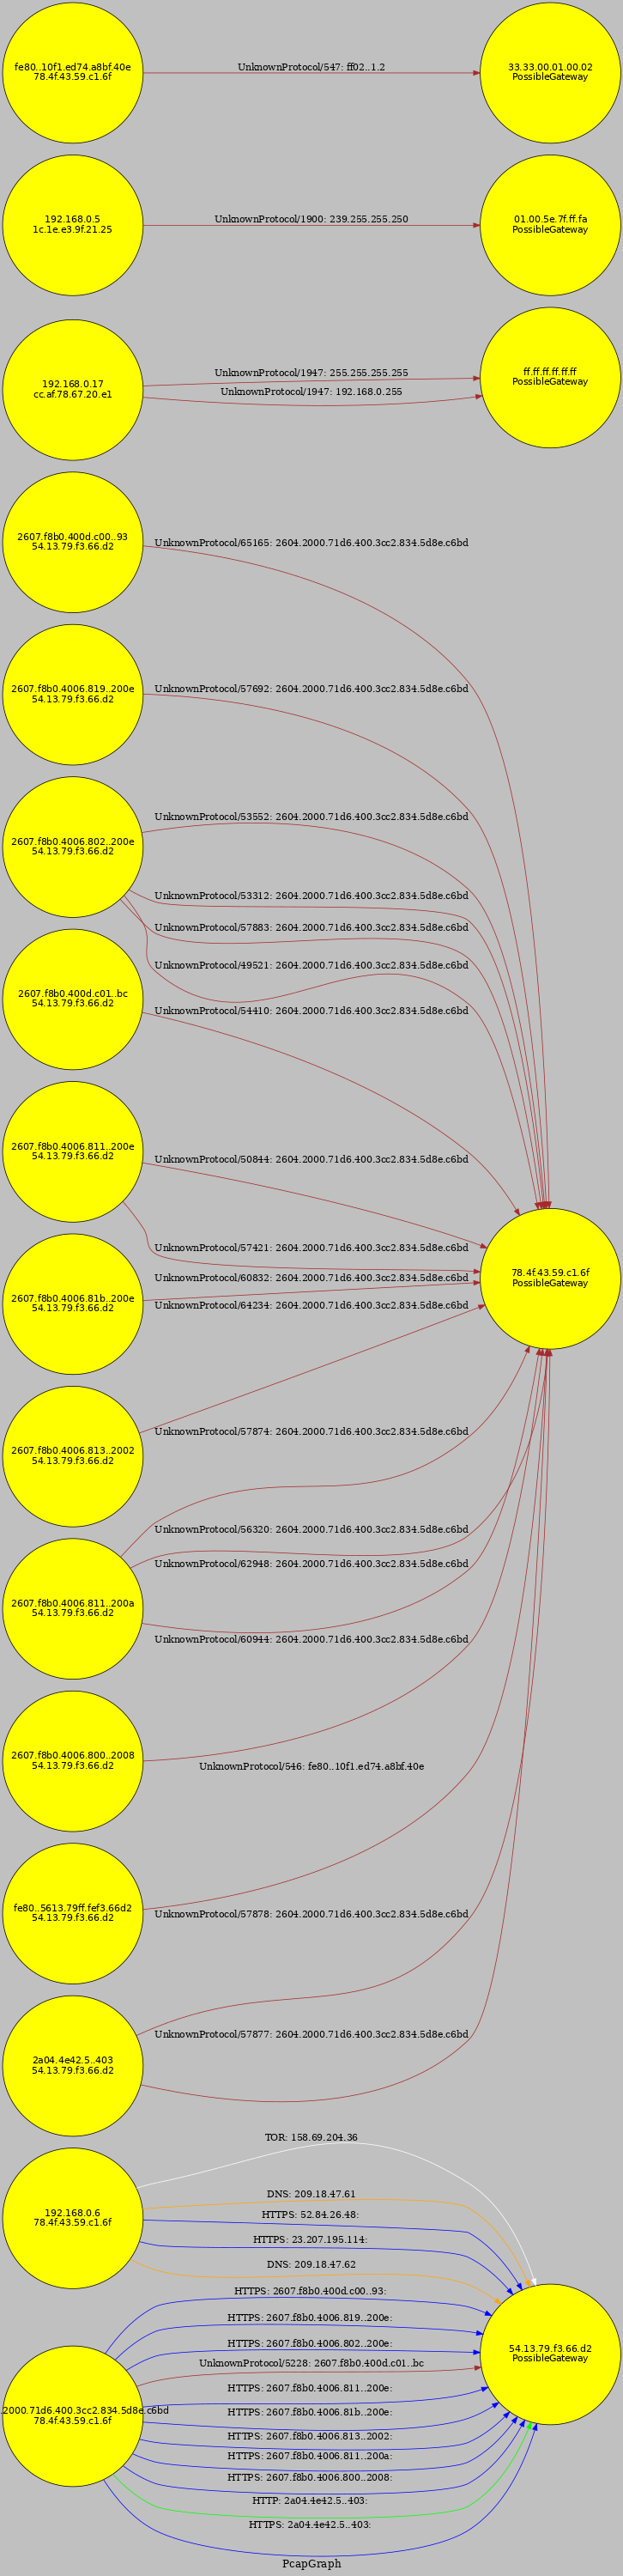 fe80..10f1.ed74.a8bf.40e
78.4f.43.59.c1.6f
UnknownProtocol/547: ff02..1.2
33.33.00.01.00.02
PossibleGateway
192.168.0.5
1c.1e.e3.9f.21.25
UnknownProtocol/1900: 239.255.255.250
01.00.5e.7f.ff.fa
PossibleGateway
192.168.0.17
cc.af.78.67.20.e1
UnknownProtocol/1947: 255.255.255.255
UnknownProtocol/1947: 192.168.0.255
ff.ff.ff.ff.ff.ff
PossibleGateway
2607.f8b0.400d.c00..93
54.13.79.f3.66.d2
UnknownProtocol/65165: 2604.2000.71d6.400.3cc2.834.5d8e.c6bd
2607.f8b0.4006.819..200e
54.13.79.f3.66.d2
UnknownProtocol/57692: 2604.2000.71d6.400.3cc2.834.5d8e.c6bd
2607.f8b0.4006.802..200e
54.13.79.f3.66.d2
UnknownProtocol/53552: 2604.2000.71d6.400.3cc2.834.5d8e.c6bd
UnknownProtocol/53312: 2604.2000.71d6.400.3cc2.834.5d8e.c6bd
UnknownProtocol/57883: 2604.2000.71d6.400.3cc2.834.5d8e.c6bd
UnknownProtocol/49521: 2604.2000.71d6.400.3cc2.834.5d8e.c6bd
2607.f8b0.400d.c01..bc
54.13.79.f3.66.d2
UnknownProtocol/54410: 2604.2000.71d6.400.3cc2.834.5d8e.c6bd
2607.f8b0.4006.811..200e
54.13.79.f3.66.d2
UnknownProtocol/50844: 2604.2000.71d6.400.3cc2.834.5d8e.c6bd
UnknownProtocol/57421: 2604.2000.71d6.400.3cc2.834.5d8e.c6bd
78.4f.43.59.c1.6f
PossibleGateway
2607.f8b0.4006.81b..200e
54.13.79.f3.66.d2
UnknownProtocol/60832: 2604.2000.71d6.400.3cc2.834.5d8e.c6bd
UnknownProtocol/64234: 2604.2000.71d6.400.3cc2.834.5d8e.c6bd
2607.f8b0.4006.813..2002
54.13.79.f3.66.d2
UnknownProtocol/57874: 2604.2000.71d6.400.3cc2.834.5d8e.c6bd
UnknownProtocol/56320: 2604.2000.71d6.400.3cc2.834.5d8e.c6bd
UnknownProtocol/62948: 2604.2000.71d6.400.3cc2.834.5d8e.c6bd
2607.f8b0.4006.811..200a
54.13.79.f3.66.d2
UnknownProtocol/60944: 2604.2000.71d6.400.3cc2.834.5d8e.c6bd
2607.f8b0.4006.800..2008
54.13.79.f3.66.d2
UnknownProtocol/546: fe80..10f1.ed74.a8bf.40e
fe80..5613.79ff.fef3.66d2
54.13.79.f3.66.d2
UnknownProtocol/57878: 2604.2000.71d6.400.3cc2.834.5d8e.c6bd
2a04.4e42.5..403
54.13.79.f3.66.d2
UnknownProtocol/57877: 2604.2000.71d6.400.3cc2.834.5d8e.c6bd
TOR: 158.69.204.36
192.168.0.6
78.4f.43.59.c1.6f
DNS: 209.18.47.61
HTTPS: 52.84.26.48:
HTTPS: 23.207.195.114:
DNS: 209.18.47.62
HTTPS: 2607.f8b0.400d.c00..93:
HTTPS: 2607.f8b0.4006.819..200e:
HTTPS: 2607.f8b0.4006.802..200e:
54.13.79.f3.66.d2
PossibleGateway
UnknownProtocol/5228: 2607.f8b0.400d.c01..bc
HTTPS: 2607.f8b0.4006.811..200e:
.2000.71d6.400.3cc2.834.5d8e.c6bd
78.4f.43.59.c1.6f
HTTPS: 2607.f8b0.4006.81b..200e:
HTTPS: 2607.f8b0.4006.813..2002:
HTTPS: 2607.f8b0.4006.811..200a:
HTTPS: 2607.f8b0.4006.800..2008:
HTTP: 2a04.4e42.5..403:
HTTPS: 2a04.4e42.5..403:
PcapGraph